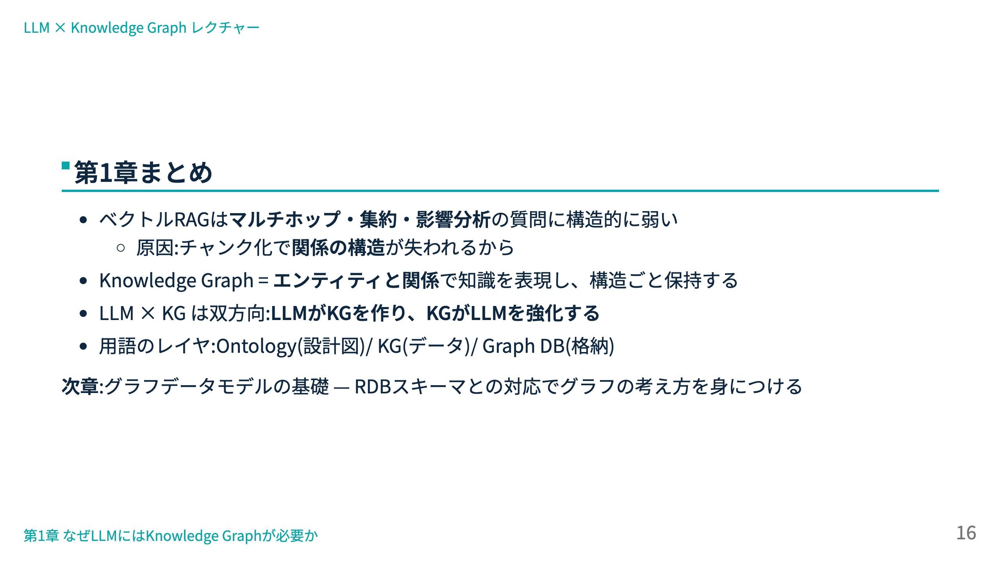 LLM × Knowledge Graph レクチャー
第1章まとめ
• ベクトルRAGはマルチホップ・集約・影響分析の質問に構造的に弱い
○ 原因:チャンク化で関係の構造が失われるから
• Knowledge Graph = エンティティと関係で知識を表現し、構造ごと保持する
• LLM × KG は双方向:LLMがKGを作り、KGがLLMを強化する
• 用語のレイヤ:Ontology(設計図)/ KG(データ)/ Graph DB(格納)
次章:グラフデータモデルの基礎 — RDBスキーマとの対応でグラフの考え方を身につける
第1章 なぜLLMにはKnowledge Graphが必要か
16